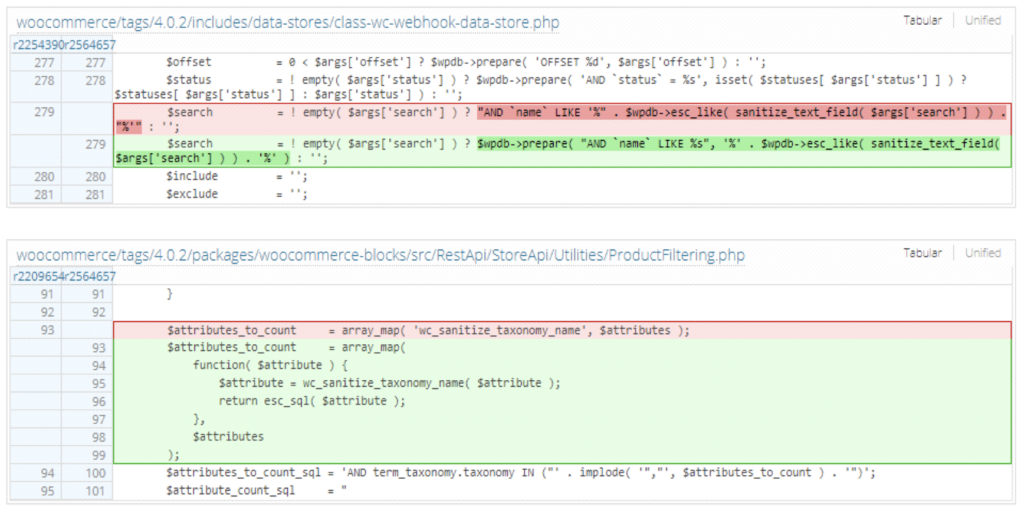 woocommerce/tags/4.0.2/includes/data-stores/class-wc-webhook-data-store.php Tabular Unified
r2254390r2564657
277 277 $offset = 0 < $args['offset'] ? $wpdb->prepare( 'OFFSET %d', $args['offset'] ) : '';
278 278 $status = ! empty( $args['status'] ) ? $wpdb->prepare( 'AND `status` = %s', isset( $statuses[ $args['status'] ] ) ?
$statuses[ $args['status'] ] : $args['status'] ) : '';
279 $search = ! empty( $args['search'] ) ? "AND `name` LIKE '%" . $wpdb->esc_like( sanitize_text_field( $args['search'] ) ) .
"%'" : '';
279 $search = ! empty( $args['search'] ) ? $wpdb->prepare( "AND `name` LIKE %s", '%' . $wpdb->esc_like( sanitize_text_field(
$args['search'] ) ) . '%' ) : '';
280 280 $include = '';
281 281 $exclude = '';
woocommerce/tags/4.0.2/packages/woocommerce-blocks/src/RestApi/StoreApi/Utilities/ProductFiltering.php Tabular Unified
r2209654r2564657
91 91 }
92 92
93 $attributes_to_count = array_map( 'wc_sanitize_taxonomy_name', $attributes );
93 $attributes_to_count = array_map(
94 function( $attribute ) {
95 $attribute = wc_sanitize_taxonomy_name( $attribute );
96 return esc_sql( $attribute );
97 },
98 $attributes
99 );
94 100 $attributes_to_count_sql = 'AND term_taxonomy.taxonomy IN ("' . implode( '","', $attributes_to_count ) . '")';
95 101 $attribute_count_sql = "